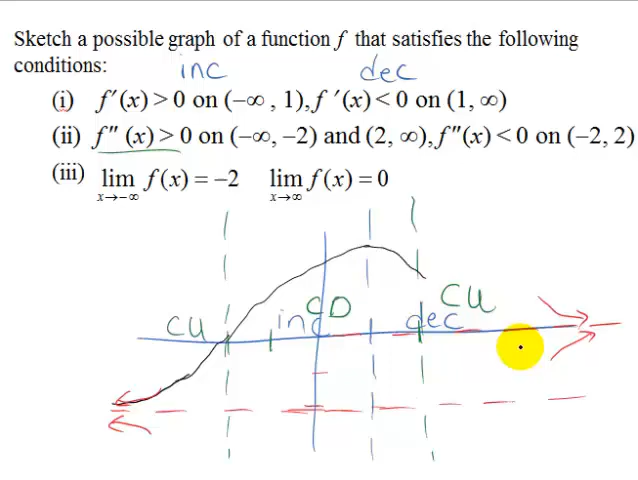 Sketch a possible graph of a function f that satisfies the following
conditions: inc dec
(i) f′(x) > 0 on (−∞, 1), f ′(x) < 0 on (1, ∞)
(ii) f″ (x) > 0 on (−∞, −2) and (2, ∞), f″(x) < 0 on (−2, 2)
(iii) lim f(x) = −2 lim f(x) = 0
x→−∞ x→∞
CU inc CD dec CU